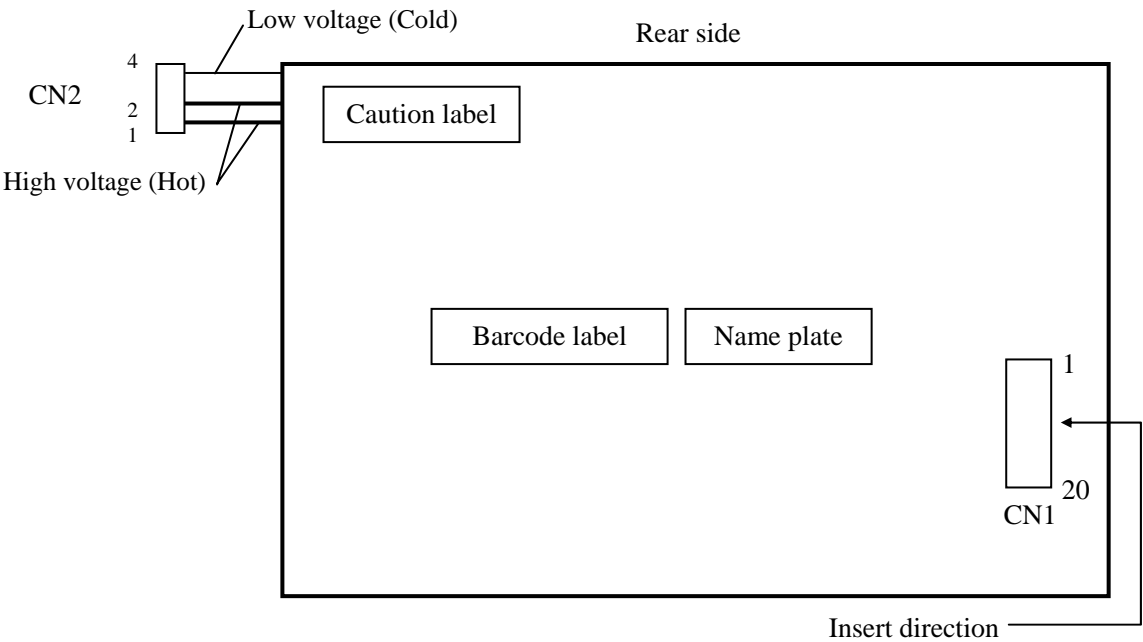 Low voltage (Cold)
Rear side
4
CN2
2
1
Caution label
High voltage (Hot)
Barcode label
Name plate
1
20
CN1
Insert direction